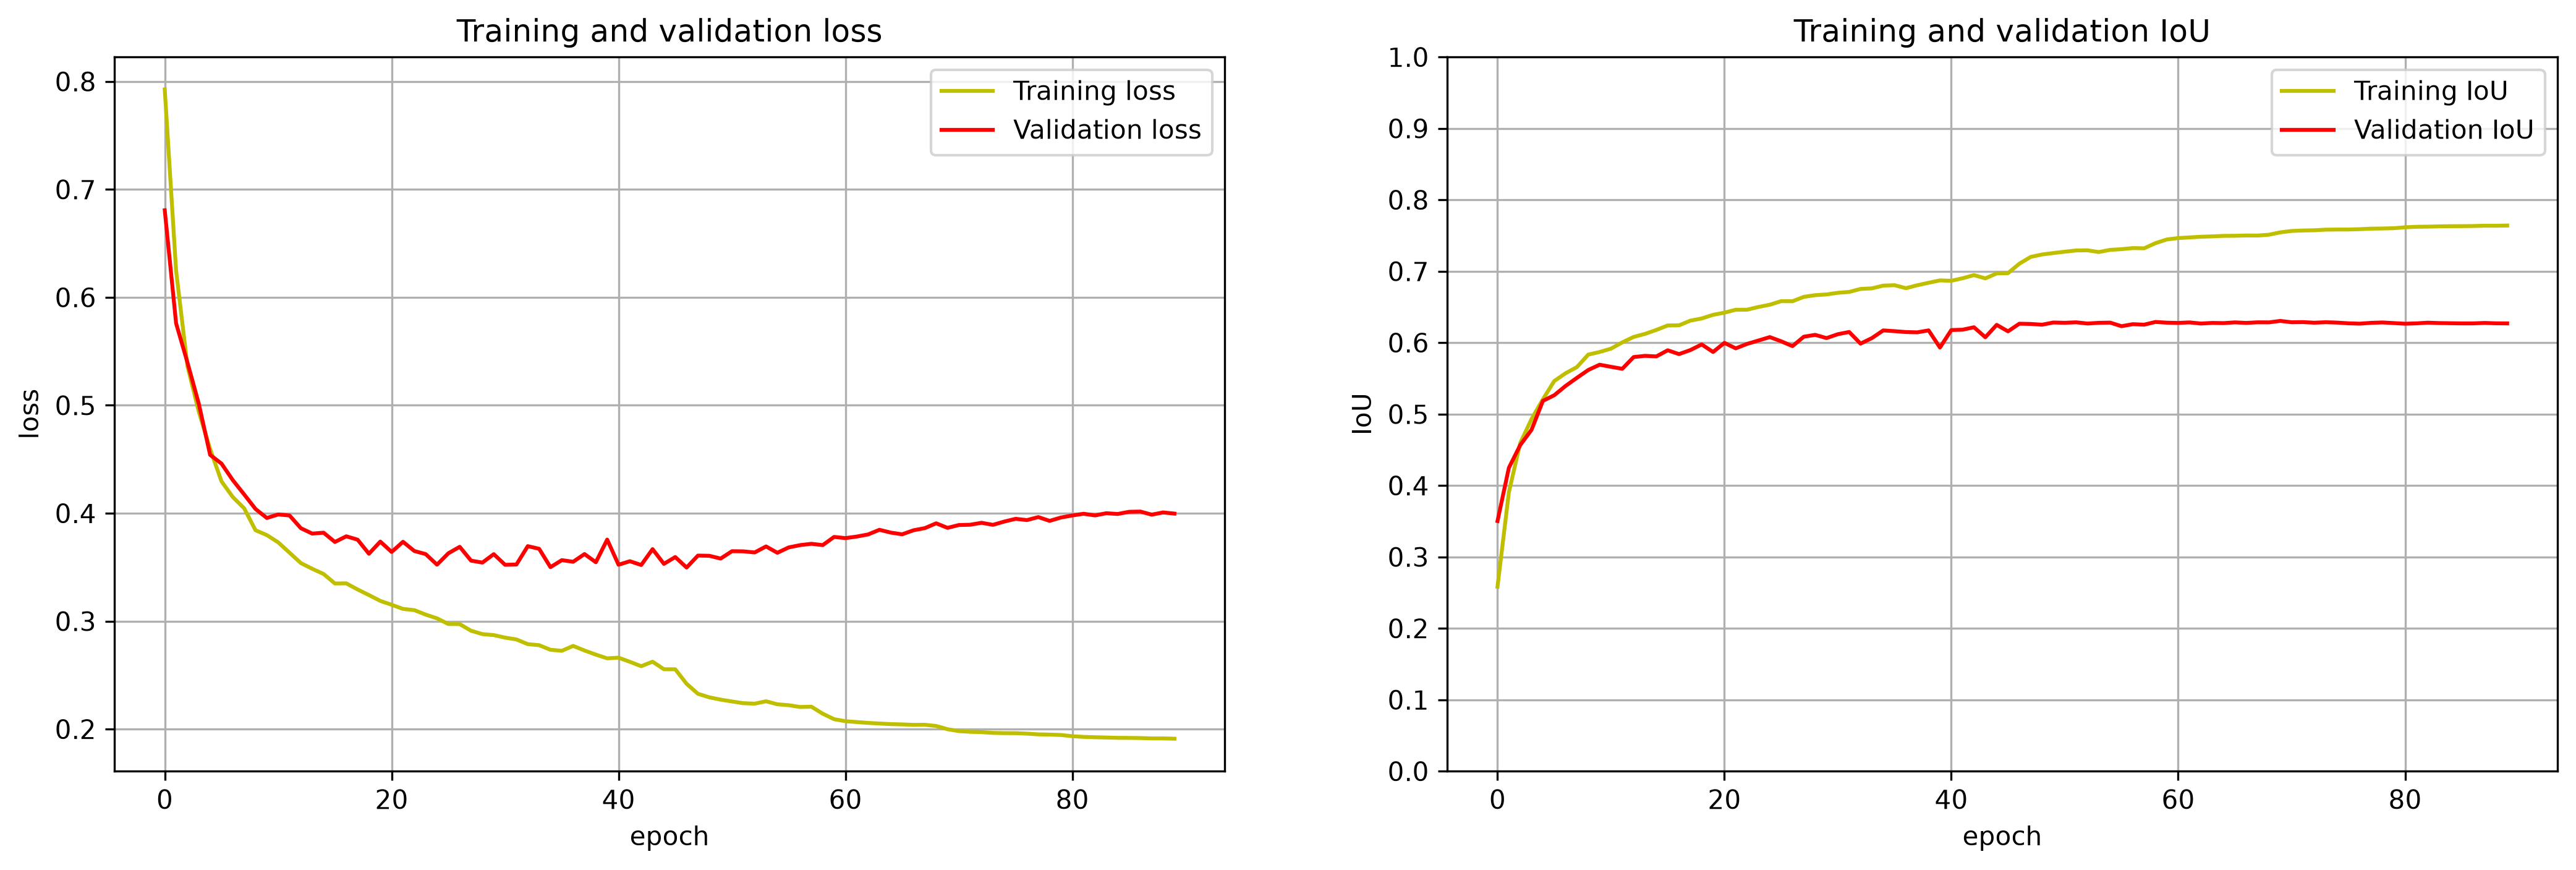 Training and validation loss
0.8
0.7
0.6
0.5
0.4
0.3
0.2
loss
Training loss
Validation loss
0 20 40 60 80
epoch
Training and validation IoU
1.0
0.9
0.8
0.7
0.6
0.5
0.4
0.3
0.2
0.1
0.0
IoU
Training IoU
Validation IoU
0 20 40 60 80
epoch